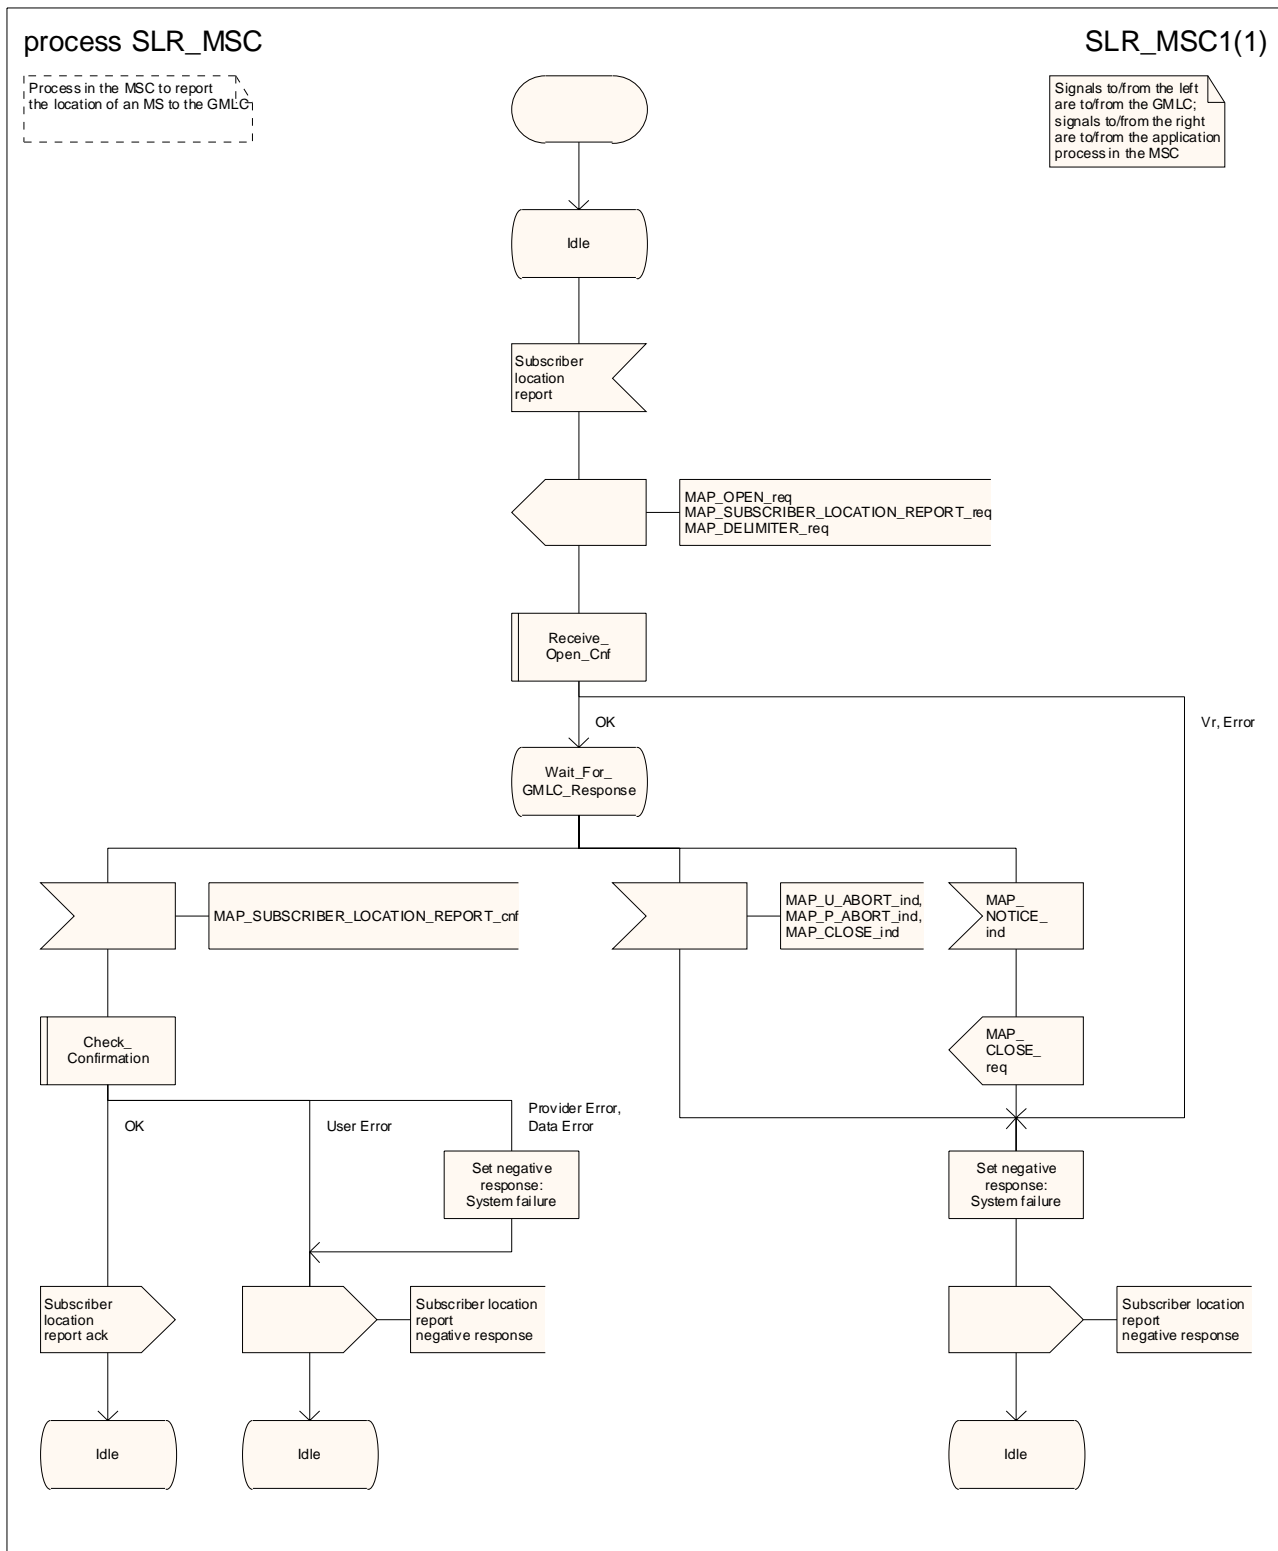 process SLR_MSC
SLR_MSC1(1)
Process in the MSC to report
the location of an MS to the GMLC
Signals to/from the left
are to/from the GMLC;
signals to/from the right
are to/from the application
process in the MSC
Idle
Subscriber
location
report
MAP_OPEN_req
MAP_SUBSCRIBER_LOCATION_REPORT_req
MAP_DELIMITER_req
Receive_
Open_Cnf
OK
Vr, Error
Wait_For_
GMLC_Response
MAP_SUBSCRIBER_LOCATION_REPORT_cnf
MAP_U_ABORT_ind,
MAP_P_ABORT_ind,
MAP_CLOSE_ind
MAP_
NOTICE_
ind
Check_
Confirmation
MAP_
CLOSE_
req
OK
User Error
Provider Error,
Data Error
Set negative
response:
System failure
Set negative
response:
System failure
Subscriber
location
report ack
Subscriber location
report
negative response
Subscriber location
report
negative response
Idle
Idle
Idle